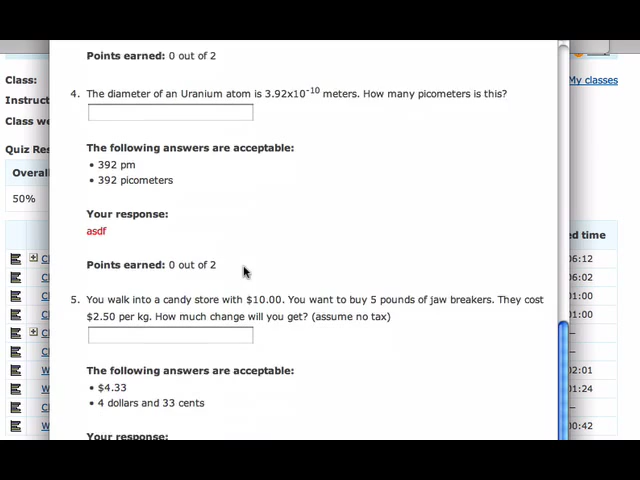 Points earned: 0 out of 2
Class:
4. The diameter of an Uranium atom is 3.92x10⁻¹⁰ meters. How many picometers is this?
My classes
Instruct
Class we
The following answers are acceptable:
• 392 pm
• 392 picometers
Quiz Res
Overall
50%
Your response:
asdf
ed time
Points earned: 0 out of 2
06:12
06:02
5. You walk into a candy store with $10.00. You want to buy 5 pounds of jaw breakers. They cost
$2.50 per kg. How much change will you get? (assume no tax)
01:00
01:00
The following answers are acceptable:
• $4.33
• 4 dollars and 33 cents
02:01
01:24
Your response:
00:42